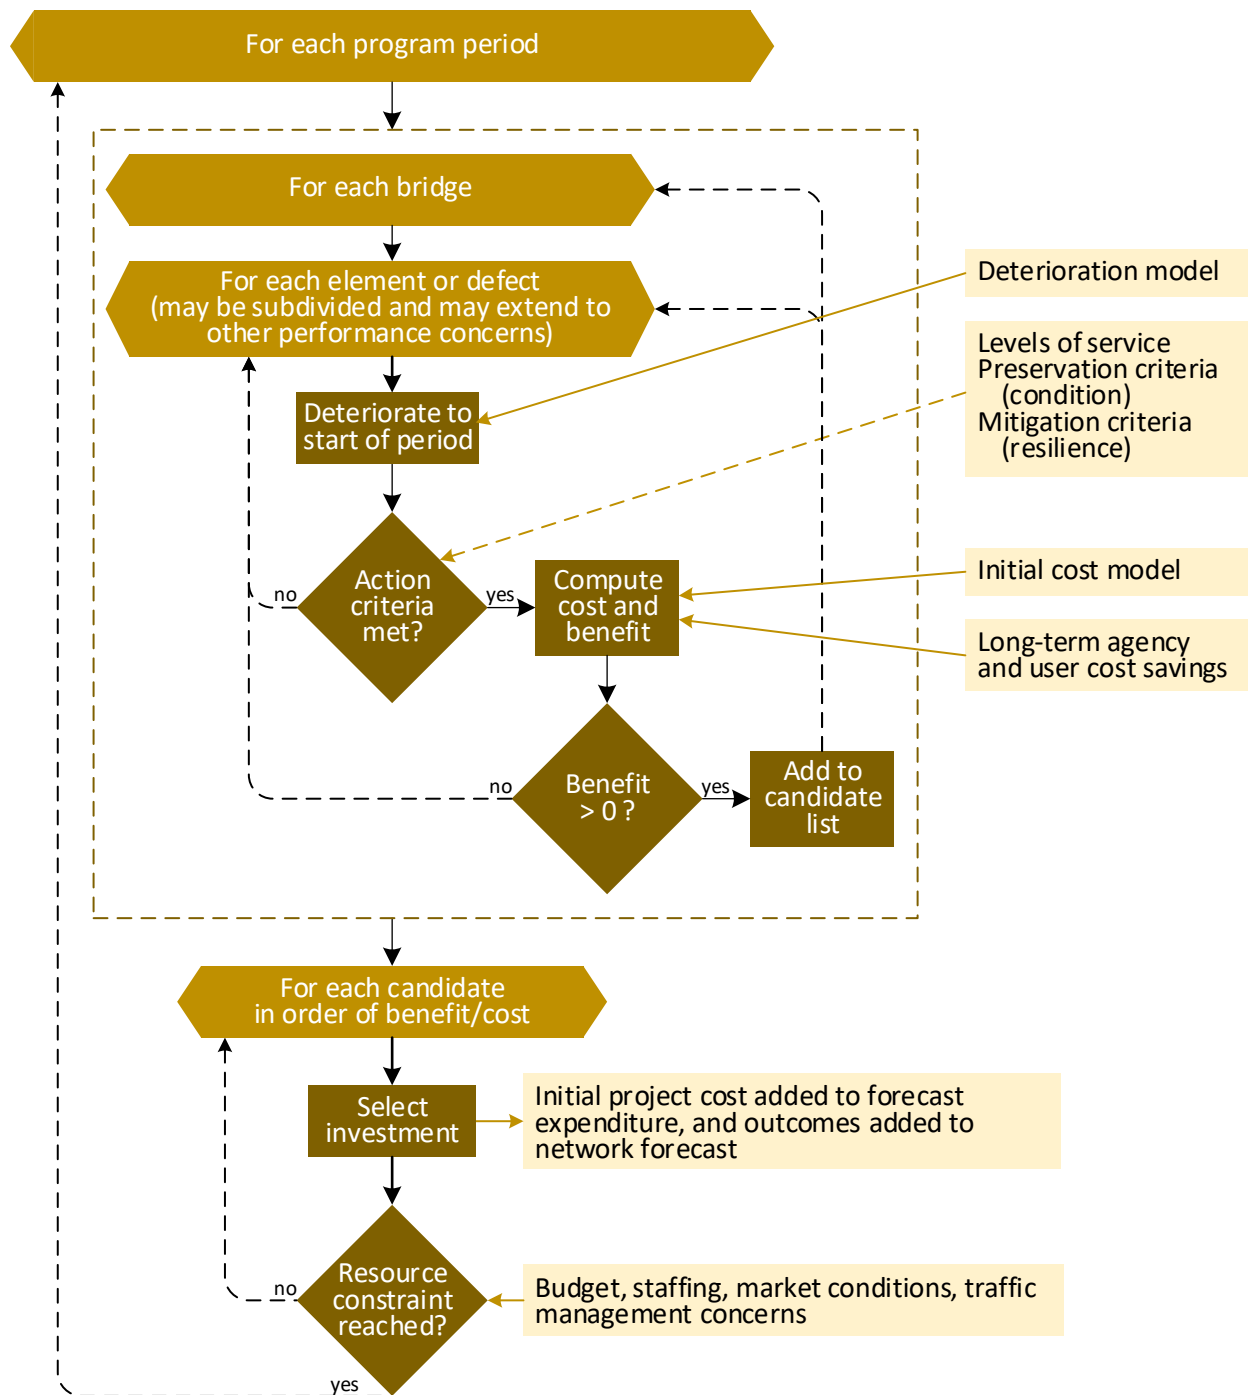 For each program period
For each bridge
For each element or defect
(may be subdivided and may extend to
other performance concerns)
Deterioration model
Levels of service
Preservation criteria
(condition)
Mitigation criteria
(resilience)
Deteriorate to
start of period
Action
criteria
met?
no
yes
Compute
cost and
benefit
Initial cost model
Long-term agency
and user cost savings
Benefit
> 0 ?
no
yes
Add to
candidate
list
For each candidate
in order of benefit/cost
Select
investment
Initial project cost added to forecast
expenditure, and outcomes added to
network forecast
Resource
constraint
reached?
no
yes
Budget, staffing, market conditions, traffic
management concerns